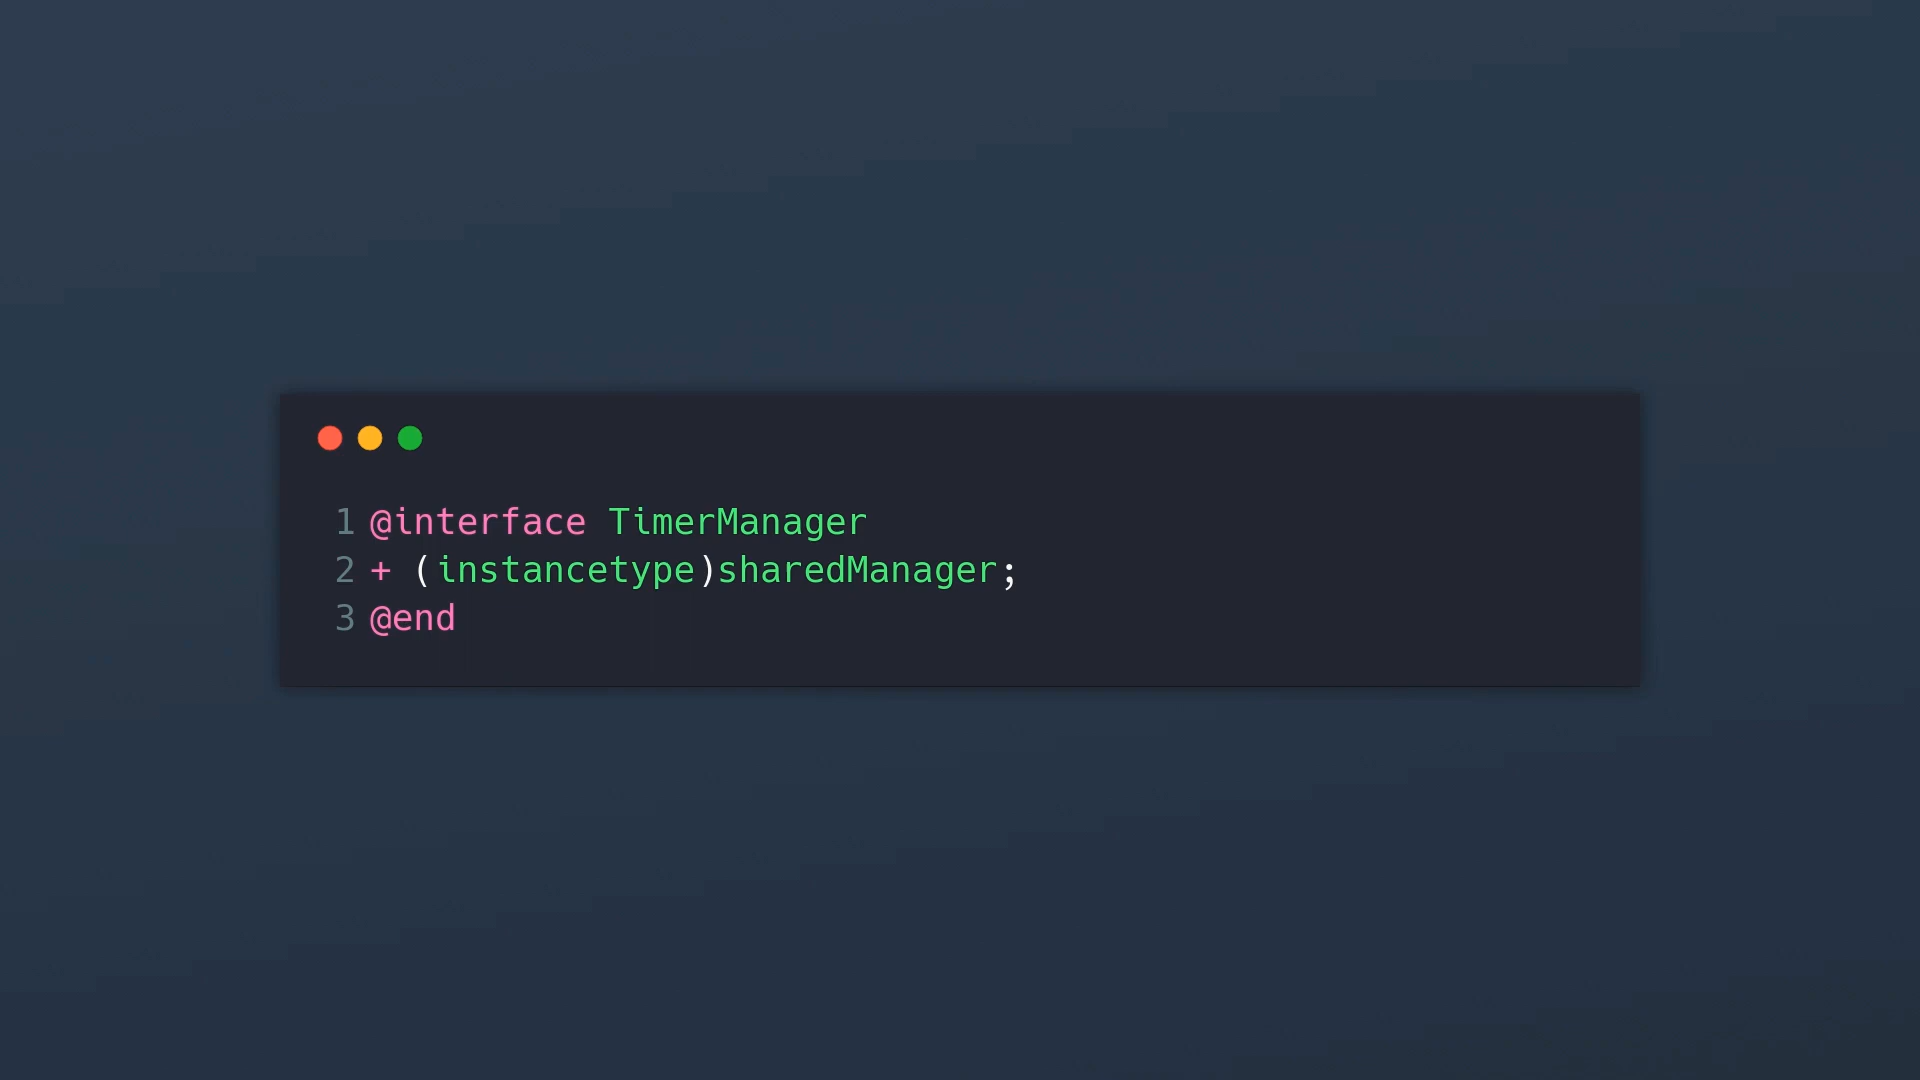 1 @interface TimerManager
2 + (instancetype)sharedManager;
3 @end